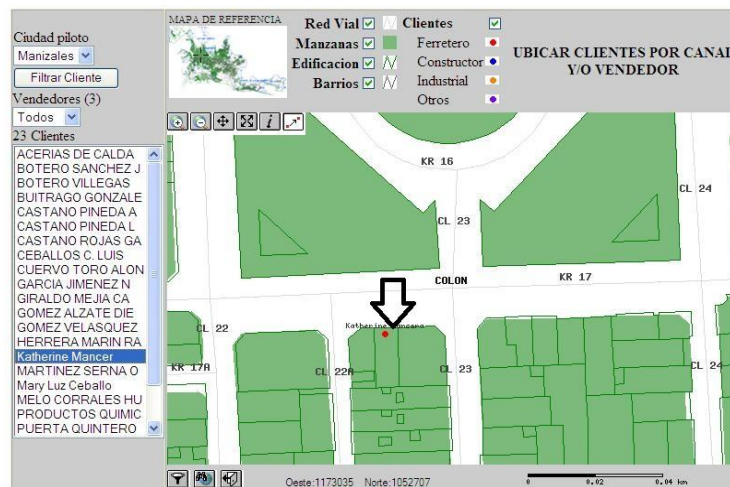 Ciudad piloto
Manizales
Filtrar Cliente
Vendedores (3)
Todos
23 Clientes
ACERIAS DE CALDA
BOTERO SANCHEZ J
BOTERO VILLEGAS
BUITRAGO GONZALE
CASTANO PINEDA A
CASTANO PINEDA L
CASTANO ROJAS GA
CEBALLOS C. LUIS
CUERVO TORO ALON
GARCIA JIMENEZ N
GIRALDO MEJIA CA
GOMEZ ALZATE DIE
GOMEZ VELASQUEZ
HERRERA MARIN RA
Katherine Mancer
MARTINEZ SERNA O
Mary Luz Ceballo
MELO CORRALES HU
PRODUCTOS QUIMIC
PUERTA QUINTERO
MAPA DE REFERENCIA
Red Vial
Manzanas
Edificacion
Barrios
Clientes
Ferretero
Constructor
Industrial
Otros
UBICAR CLIENTES POR CANAL
Y/O VENDEDOR
KR 16
CL 24
CL 23
KR 17
COLON
CL 22
Katherine Mancera
KR 17A
CL 22A
CL 23
CL 24
Oeste:1173035 Norte:1052707
0 0.02 0.04 km